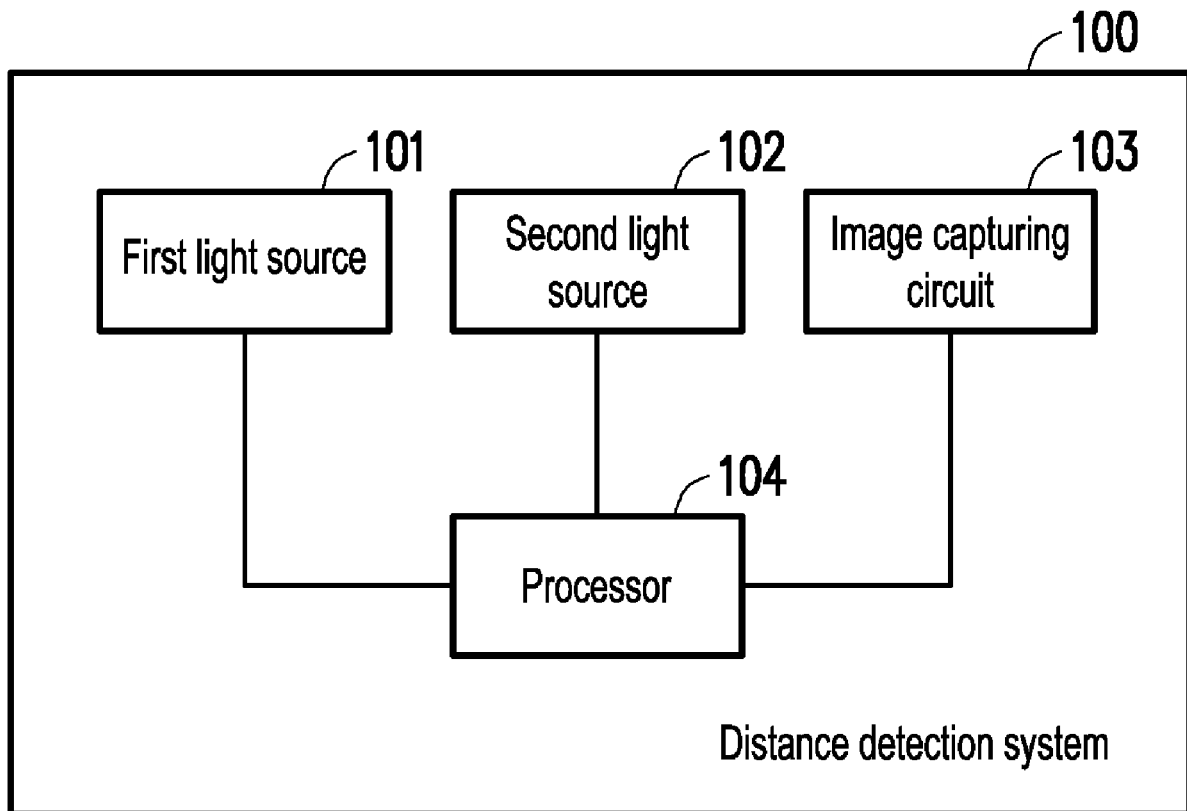 100
101
102
103
First light source
Second light
source
Image capturing
circuit
104
Processor
Distance detection system